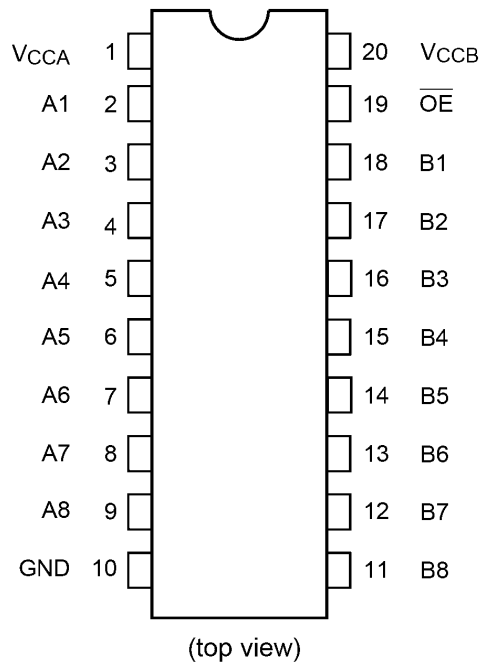 VCCA 1 20 VCCB
A1 2 19 O̅E̅
A2 3 18 B1
A3 4 17 B2
A4 5 16 B3
A5 6 15 B4
A6 7 14 B5
A7 8 13 B6
A8 9 12 B7
GND 10 11 B8
(top view)